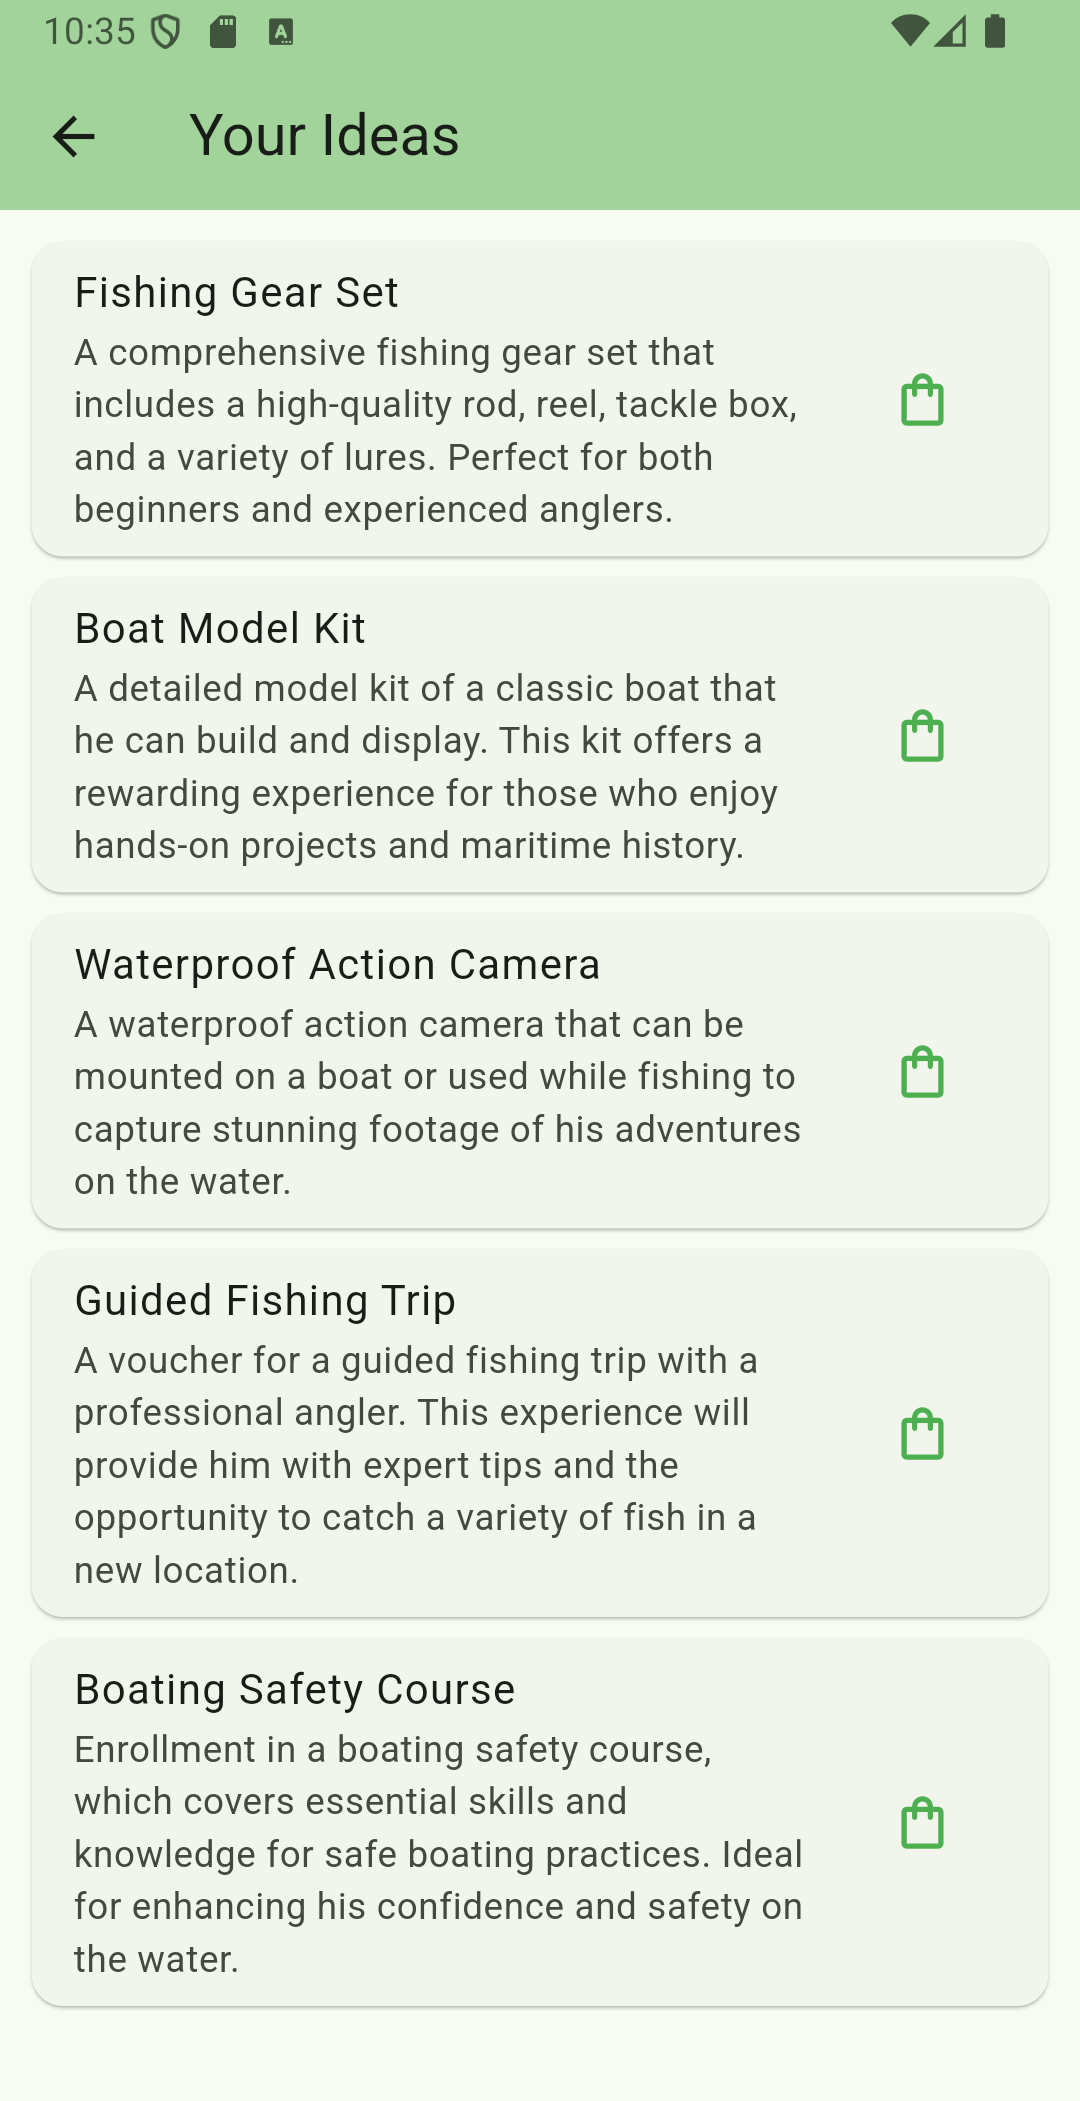 10:35
Your Ideas
Fishing Gear Set
A comprehensive fishing gear set that
includes a high-quality rod, reel, tackle box,
and a variety of lures. Perfect for both
beginners and experienced anglers.
Boat Model Kit
A detailed model kit of a classic boat that
he can build and display. This kit offers a
rewarding experience for those who enjoy
hands-on projects and maritime history.
Waterproof Action Camera
A waterproof action camera that can be
mounted on a boat or used while fishing to
capture stunning footage of his adventures
on the water.
Guided Fishing Trip
A voucher for a guided fishing trip with a
professional angler. This experience will
provide him with expert tips and the
opportunity to catch a variety of fish in a
new location.
Boating Safety Course
Enrollment in a boating safety course,
which covers essential skills and
knowledge for safe boating practices. Ideal
for enhancing his confidence and safety on
the water.